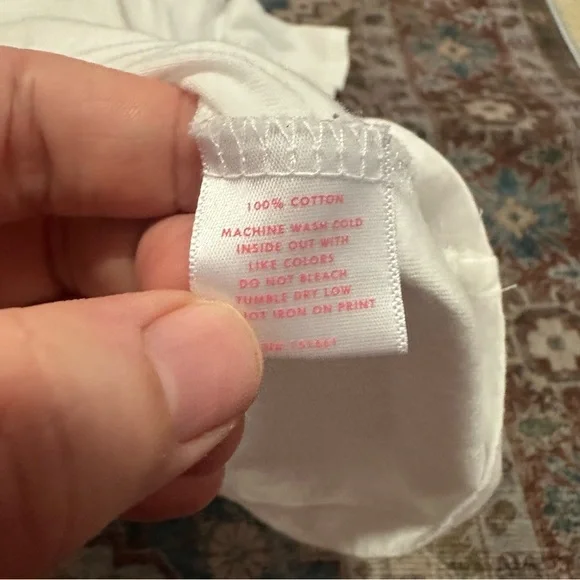 100% COTTON
MACHINE WASH COLD
INSIDE OUT WITH
LIKE COLORS
DO NOT BLEACH
TUMBLE DRY LOW
IRON ON PRINT